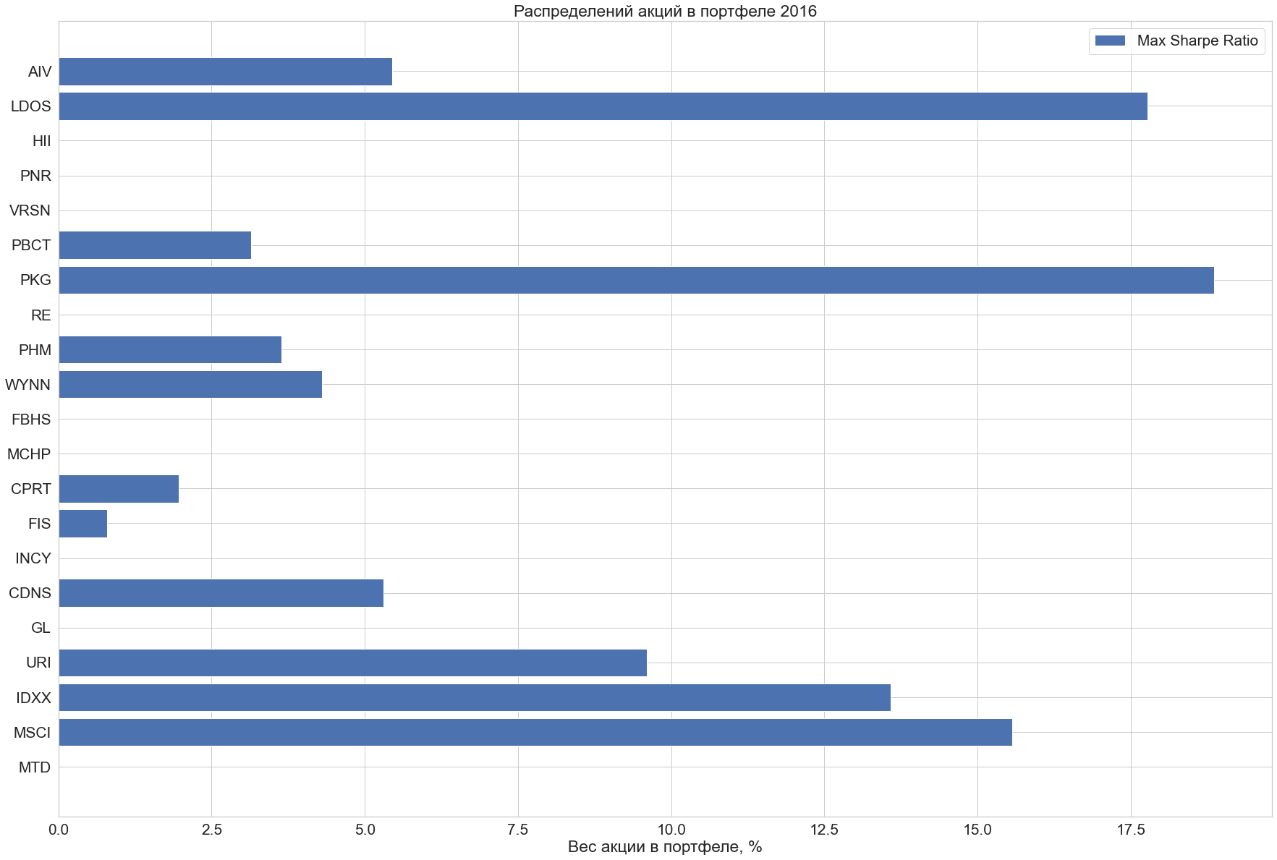 Распределений акций в портфеле 2016
Max Sharpe Ratio
AIV
LDOS
HII
PNR
VRSN
PBCT
PKG
RE
PHM
WYNN
FBHS
MCHP
CPRT
FIS
INCY
CDNS
GL
URI
IDXX
MSCI
MTD
0.0 2.5 5.0 7.5 10.0 12.5 15.0 17.5
Вес акции в портфеле, %